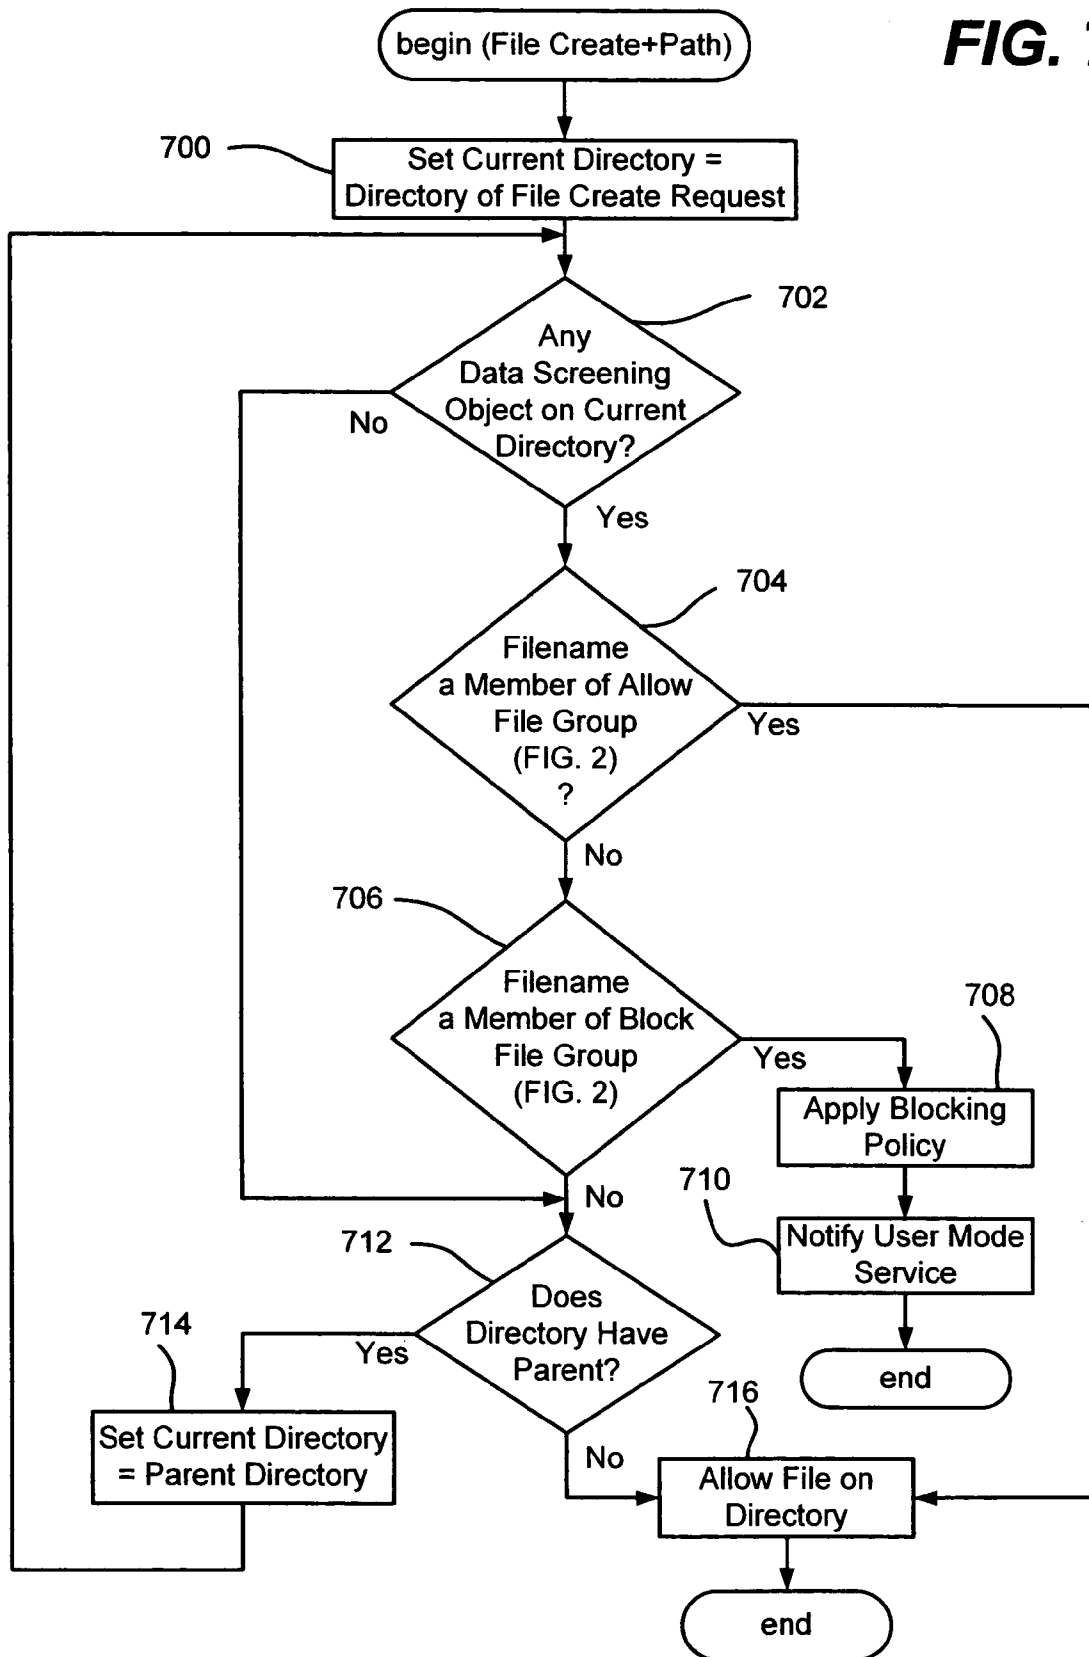 FIG. 7
begin (File Create+Path)
700
Set Current Directory =
Directory of File Create Request
702
Any
Data Screening
Object on Current
Directory?
No
Yes
704
Filename
a Member of Allow
File Group
(FIG. 2)
?
Yes
No
706
Filename
a Member of Block
File Group
(FIG. 2)
Yes
708
Apply Blocking
Policy
No
710
Notify User Mode
Service
end
712
Does
Directory Have
Parent?
Yes
714
Set Current Directory
= Parent Directory
No
716
Allow File on
Directory
end